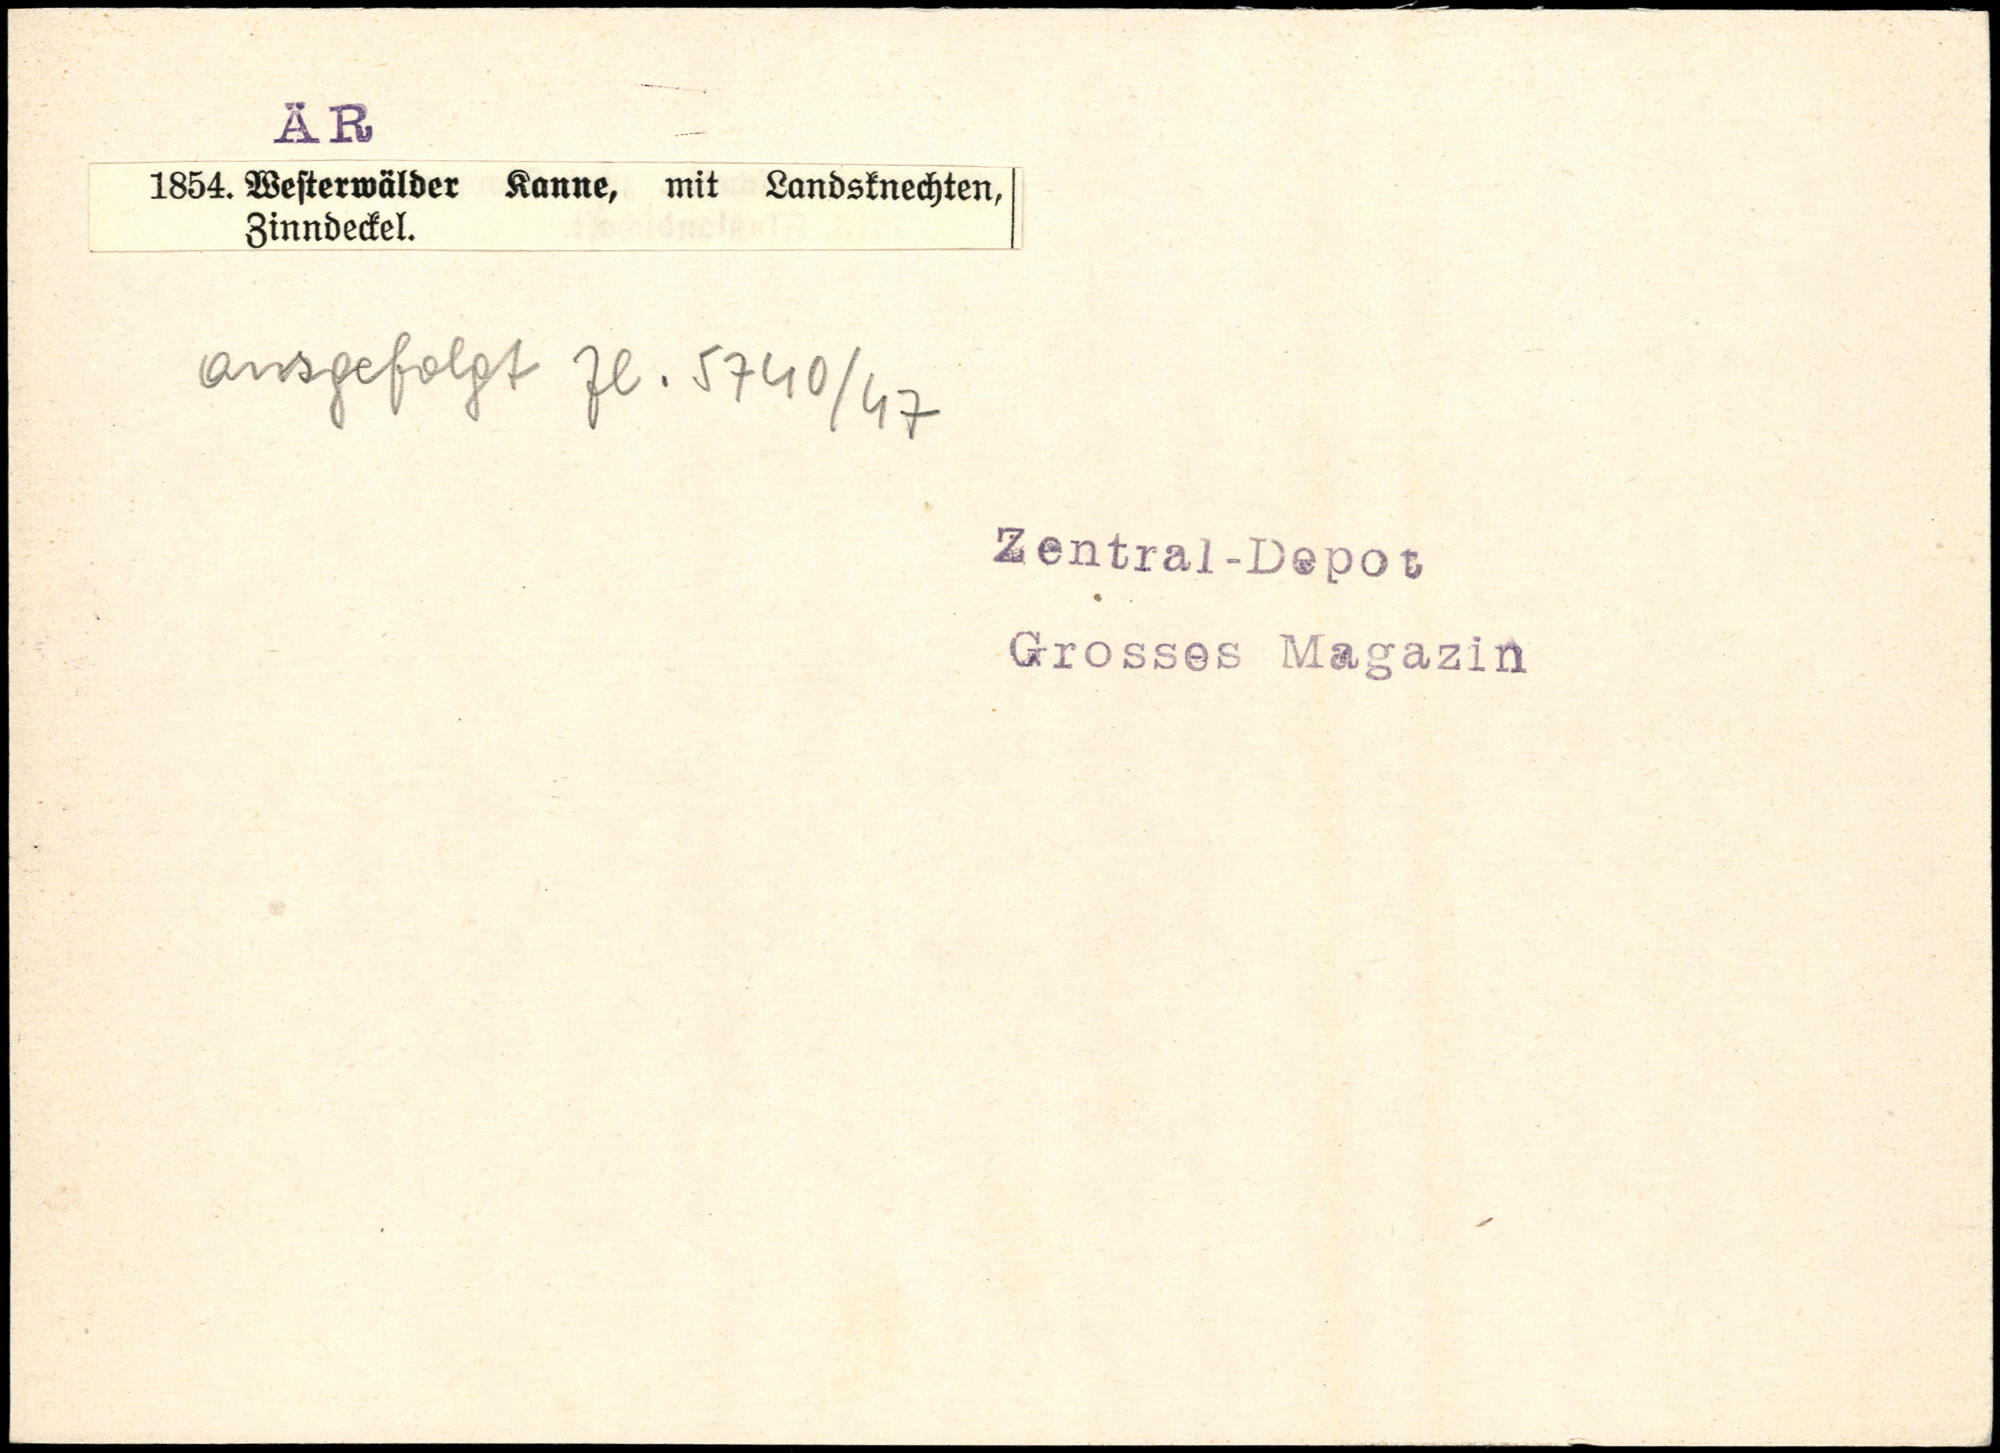 ÄR
1854. Westerwälder Kanne, mit Landsknechten,
Zinndeckel.
ausgefolgt Zl. 5740/47
Zentral-Depot
Grosses Magazin